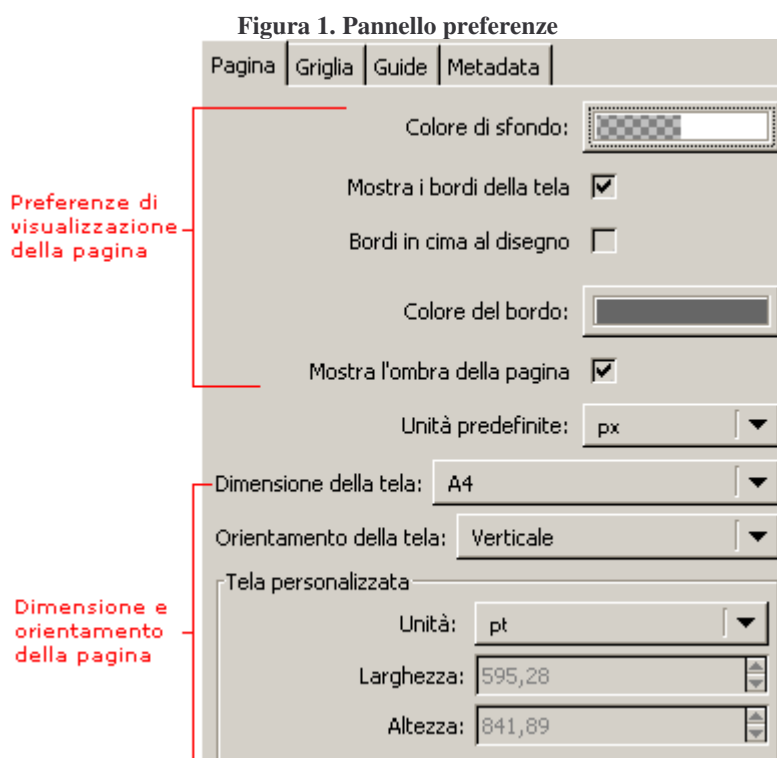 Figura 1. Pannello preferenze
Pagina Griglia Guide Metadata
Colore di sfondo:
Mostra i bordi della tela
Preferenze di
visualizzazione
della pagina
Bordi in cima al disegno
Colore del bordo:
Mostra l'ombra della pagina
Unità predefinite: px
Dimensione della tela: A4
Orientamento della tela: Verticale
Tela personalizzata
Dimensione e
orientamento
della pagina
Unità: pt
Larghezza: 595,28
Altezza: 841,89